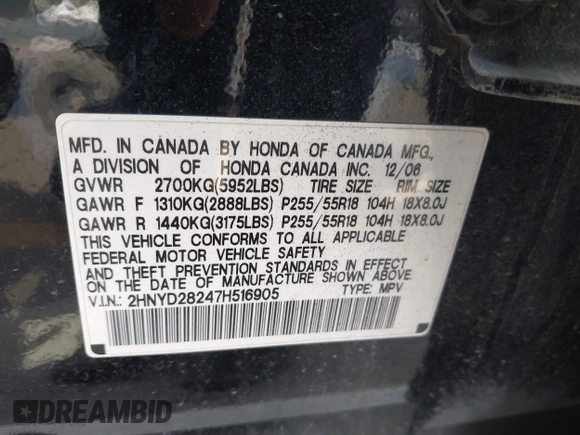 MFD. IN CANADA BY HONDA OF CANADA MFG.,
A DIVISION OF HONDA CANADA INC. 12/06
GVWR 2700KG(5952LBS) TIRE SIZE RIM SIZE
GAWR F 1310KG(2888LBS) P255/55R18 104H 18X8.0J
GAWR R 1440KG(3175LBS) P255/55R18 104H 18X8.0J
THIS VEHICLE CONFORMS TO ALL APPLICABLE
FEDERAL MOTOR VEHICLE SAFETY
AND THEFT PREVENTION STANDARDS IN EFFECT
ON THE DATE OF MANUFACTURE SHOWN ABOVE.
V.I.N.: 2HNYD28247H516905 TYPE: MPV
DREAMBID